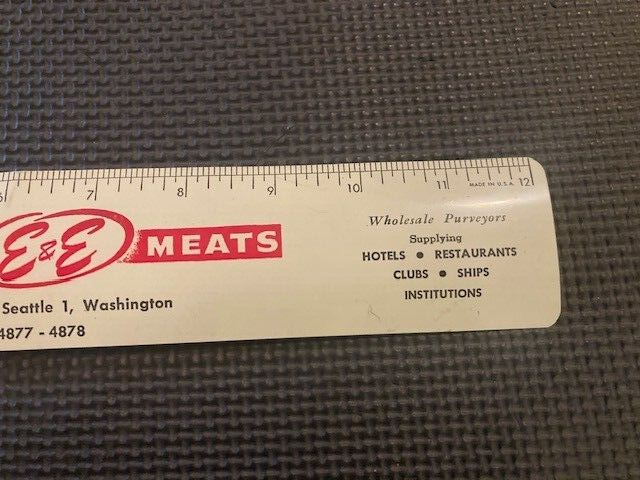 6 7 8 9 10 11 MADE IN U.S.A. 12
E&E MEATS
Seattle 1, Washington
4877 - 4878
Wholesale Purveyors
Supplying
HOTELS • RESTAURANTS
CLUBS • SHIPS
INSTITUTIONS